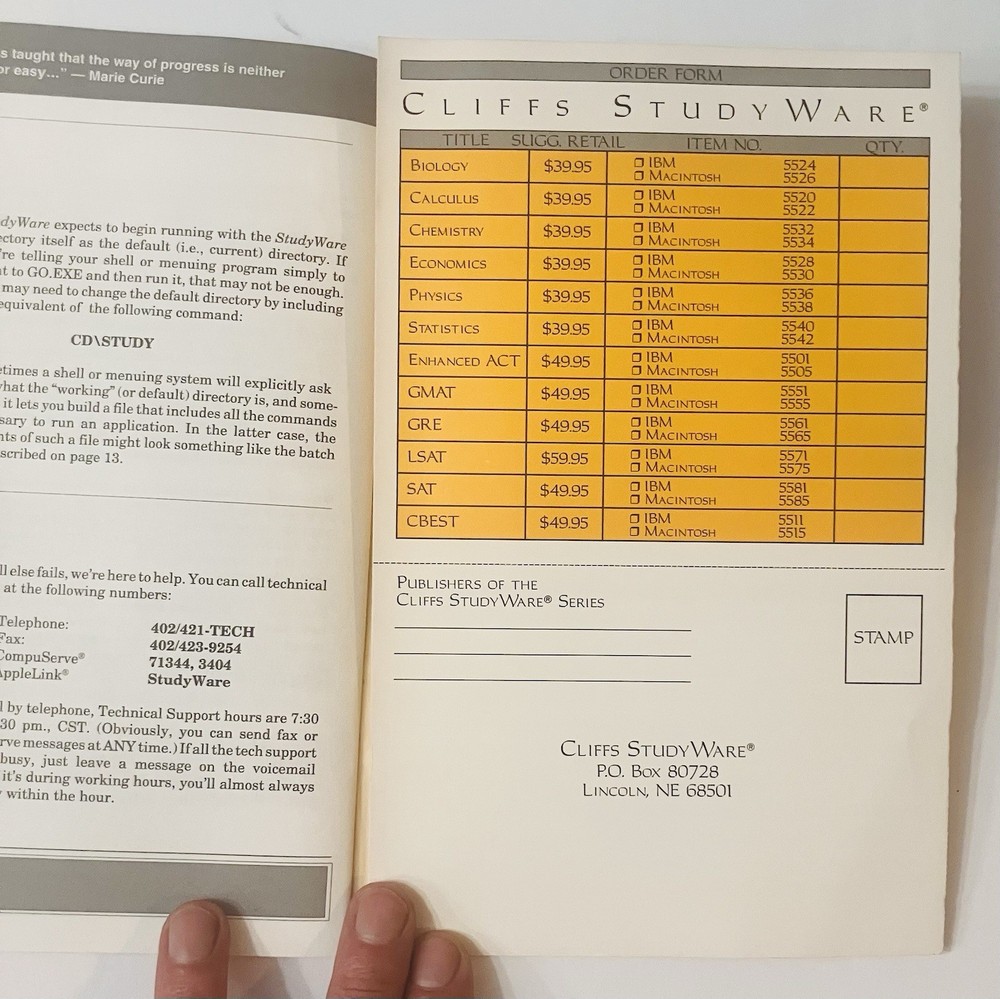 s taught that the way of progress is neither
or easy..." — Marie Curie
dyWare expects to begin running with the StudyWare
ectory itself as the default (i.e., current) directory. If
're telling your shell or menuing program simply to
t to GO.EXE and then run it, that may not be enough.
may need to change the default directory by including
equivalent of the following command:
CD\STUDY
etimes a shell or menuing system will explicitly ask
hat the "working" (or default) directory is, and some-
it lets you build a file that includes all the commands
sary to run an application. In the latter case, the
nts of such a file might look something like the batch
scribed on page 13.
ll else fails, we're here to help. You can call technical
at the following numbers:
Telephone: 402/421-TECH
Fax: 402/423-9254
CompuServe® 71344, 3404
AppleLink® StudyWare
l by telephone, Technical Support hours are 7:30
30 pm., CST. (Obviously, you can send fax or
rve messages at ANY time.) If all the tech support
busy, just leave a message on the voicemail
it's during working hours, you'll almost always
within the hour.
ORDER FORM
CLIFFS STUDYWARE®
TITLE SUGG. RETAIL ITEM NO. QTY.
BIOLOGY $39.95 ❒ IBM 5524
❒ MACINTOSH 5526
CALCULUS $39.95 ❒ IBM 5520
❒ MACINTOSH 5522
CHEMISTRY $39.95 ❒ IBM 5532
❒ MACINTOSH 5534
ECONOMICS $39.95 ❒ IBM 5528
❒ MACINTOSH 5530
PHYSICS $39.95 ❒ IBM 5536
❒ MACINTOSH 5538
STATISTICS $39.95 ❒ IBM 5540
❒ MACINTOSH 5542
ENHANCED ACT $49.95 ❒ IBM 5501
❒ MACINTOSH 5505
GMAT $49.95 ❒ IBM 5551
❒ MACINTOSH 5555
GRE $49.95 ❒ IBM 5561
❒ MACINTOSH 5565
LSAT $59.95 ❒ IBM 5571
❒ MACINTOSH 5575
SAT $49.95 ❒ IBM 5581
❒ MACINTOSH 5585
CBEST $49.95 ❒ IBM 5511
❒ MACINTOSH 5515
PUBLISHERS OF THE
CLIFFS STUDYWARE® SERIES
STAMP
CLIFFS STUDYWARE®
P.O. BOX 80728
LINCOLN, NE 68501